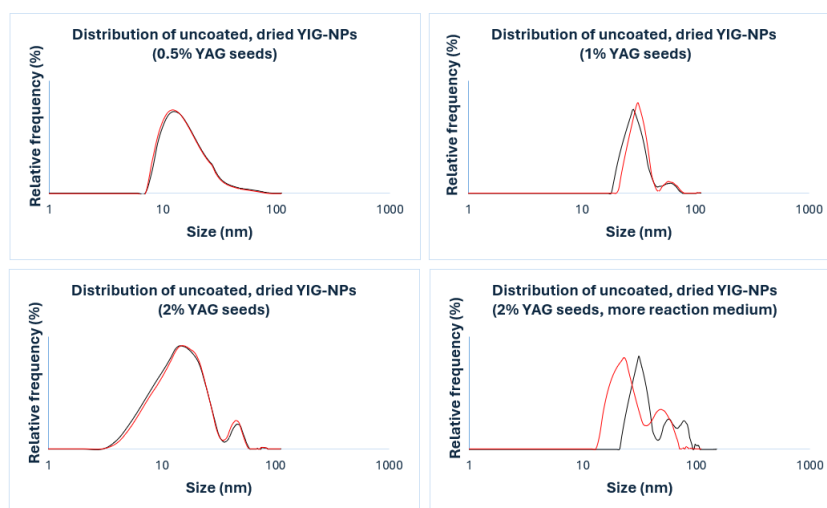 Distribution of uncoated, dried YIG-NPs
(0.5% YAG seeds)
Relative frequency (%)
1 10 100 1000
Size (nm)
Distribution of uncoated, dried YIG-NPs
(1% YAG seeds)
Relative frequency (%)
1 10 100 1000
Size (nm)
Distribution of uncoated, dried YIG-NPs
(2% YAG seeds)
Relative frequency (%)
1 10 100 1000
Size (nm)
Distribution of uncoated, dried YIG-NPs
(2% YAG seeds, more reaction medium)
Relative frequency (%)
1 10 100 1000
Size (nm)